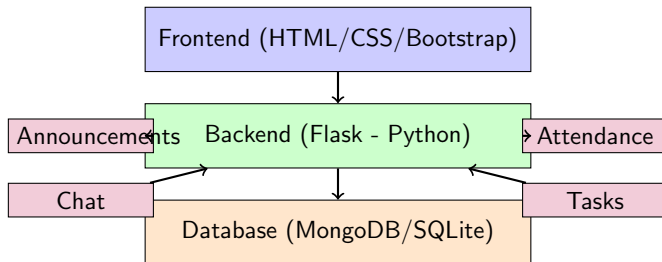 Frontend (HTML/CSS/Bootstrap)
Announcements
Backend (Flask - Python)
Attendance
Chat
Tasks
Database (MongoDB/SQLite)